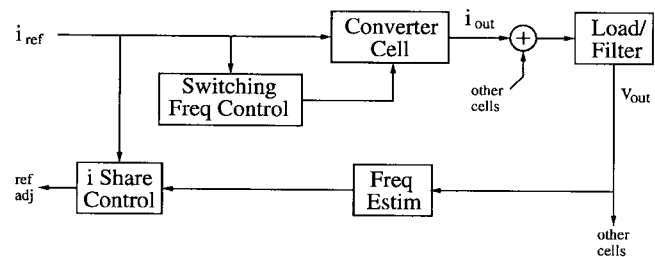 i ref
Converter
Cell
i out
+
Load/
Filter
Switching
Freq Control
other
cells
v out
ref
adj
i Share
Control
Freq
Estim
other
cells